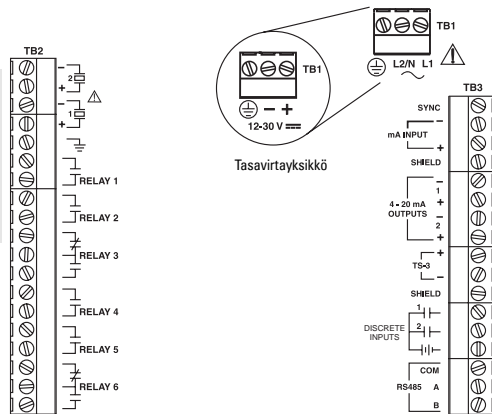 TB2
- 2
+
- 1
+
RELAY 1
RELAY 2
RELAY 3
RELAY 4
RELAY 5
RELAY 6
TB1
- +
12-30 V
Tasavirtayksikkö
TB1
L2/N L1
TB3
SYNC
-
mA INPUT
+
SHIELD
-
1
+
4 - 20 mA
OUTPUTS
-
2
+
+
TS-3
-
SHIELD
1
DISCRETE
INPUTS
2
COM
RS485 A
B